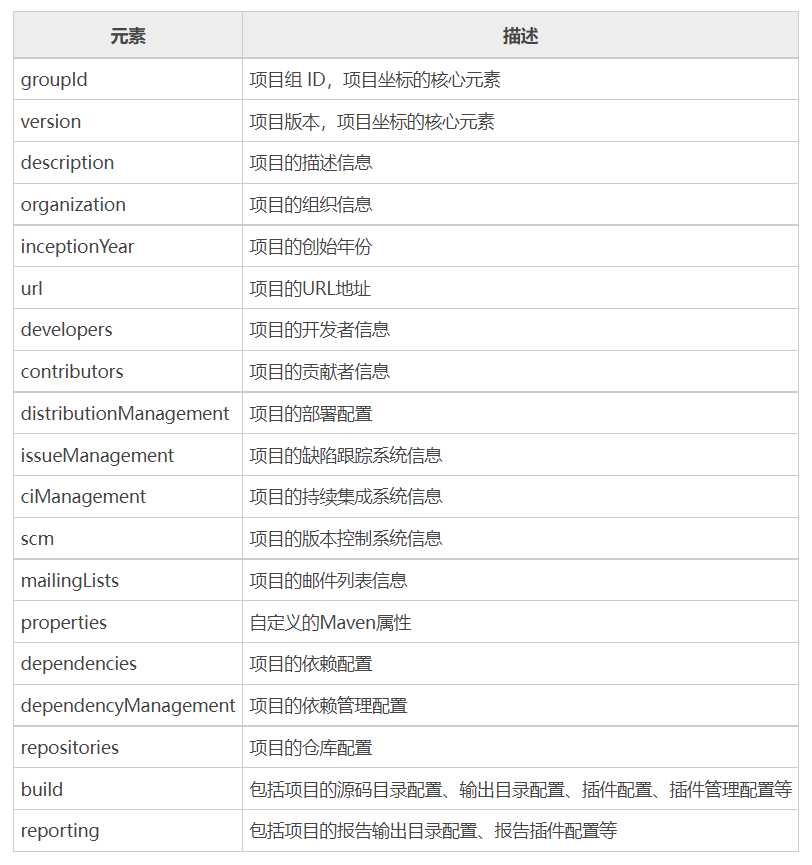 元素 描述
groupId 项目组 ID，项目坐标的核心元素
version 项目版本，项目坐标的核心元素
description 项目的描述信息
organization 项目的组织信息
inceptionYear 项目的创始年份
url 项目的URL地址
developers 项目的开发者信息
contributors 项目的贡献者信息
distributionManagement 项目的部署配置
issueManagement 项目的缺陷跟踪系统信息
ciManagement 项目的持续集成系统信息
scm 项目的版本控制系统信息
mailingLists 项目的邮件列表信息
properties 自定义的Maven属性
dependencies 项目的依赖配置
dependencyManagement 项目的依赖管理配置
repositories 项目的仓库配置
build 包括项目的源码目录配置、输出目录配置、插件配置、插件管理配置等
reporting 包括项目的报告输出目录配置、报告插件配置等